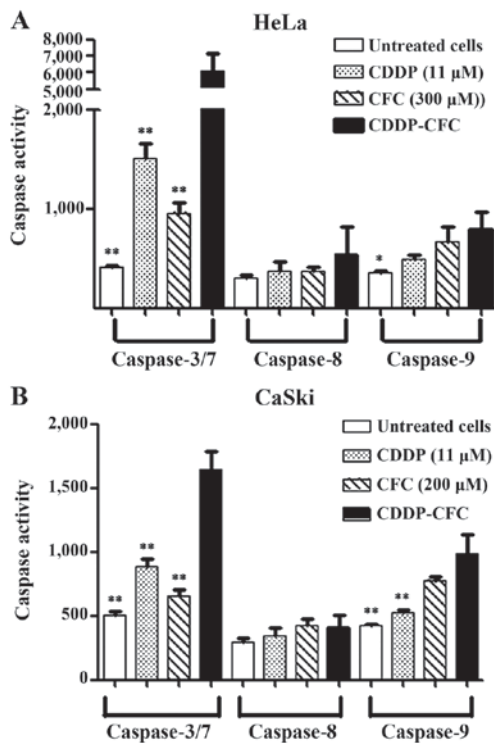 A
HeLa
8,000
7,000
6,000
5,000
2,000
1,000
Caspase activity
Untreated cells
CDDP (11 µM)
CFC (300 µM))
CDDP-CFC
**
**
**
*
Caspase-3/7
Caspase-8
Caspase-9
B
CaSki
2,000
1,500
1,000
500
0
Caspase activity
Untreated cells
CDDP (11 µM)
CFC (200 µM)
CDDP-CFC
**
**
**
**
**
Caspase-3/7
Caspase-8
Caspase-9